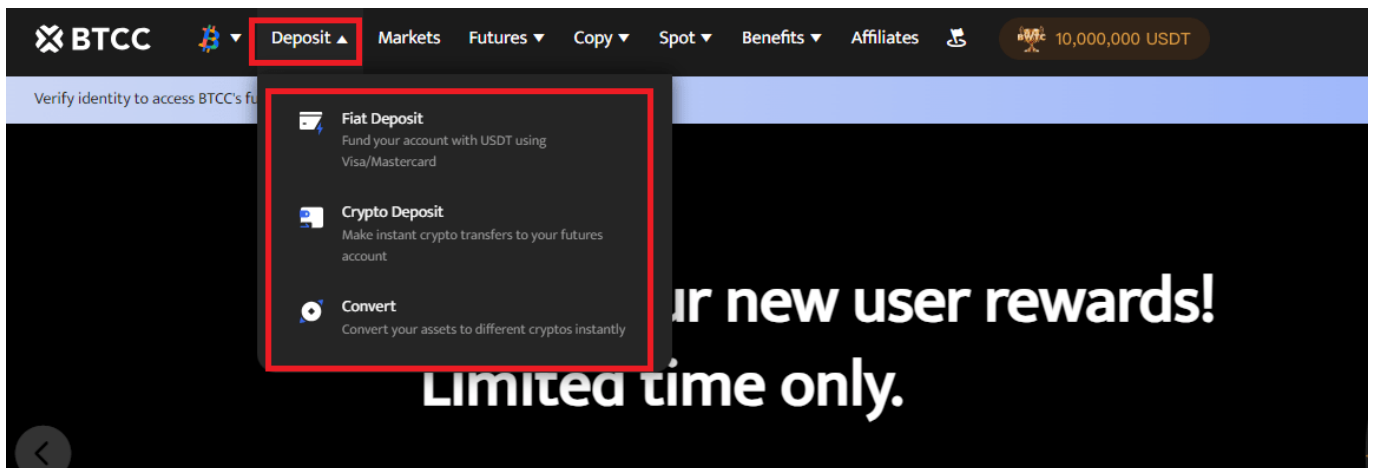 BTCC
Deposit
Markets
Futures
Copy
Spot
Benefits
Affiliates
10,000,000 USDT
Verify identity to access BTCC's fu
Fiat Deposit
Fund your account with USDT using
Visa/Mastercard
Crypto Deposit
Make instant crypto transfers to your futures
account
Convert
Convert your assets to different cryptos instantly
ur new user rewards!
Limited time only.